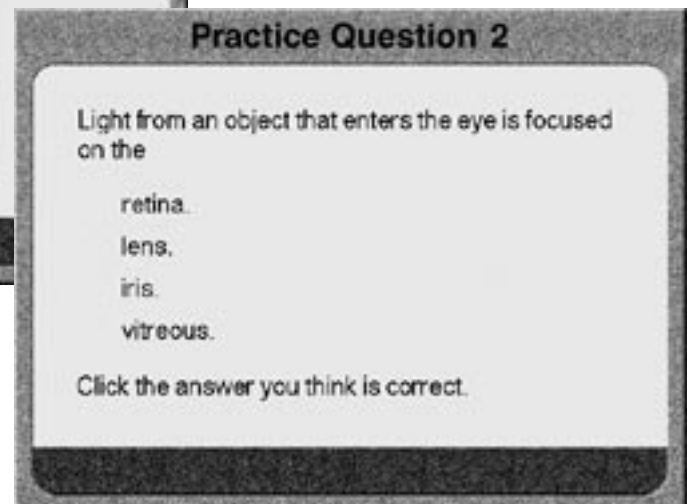 Practice Question 2
Light from an object that enters the eye is focused
on the
retina.
lens.
iris.
vitreous.
Click the answer you think is correct.